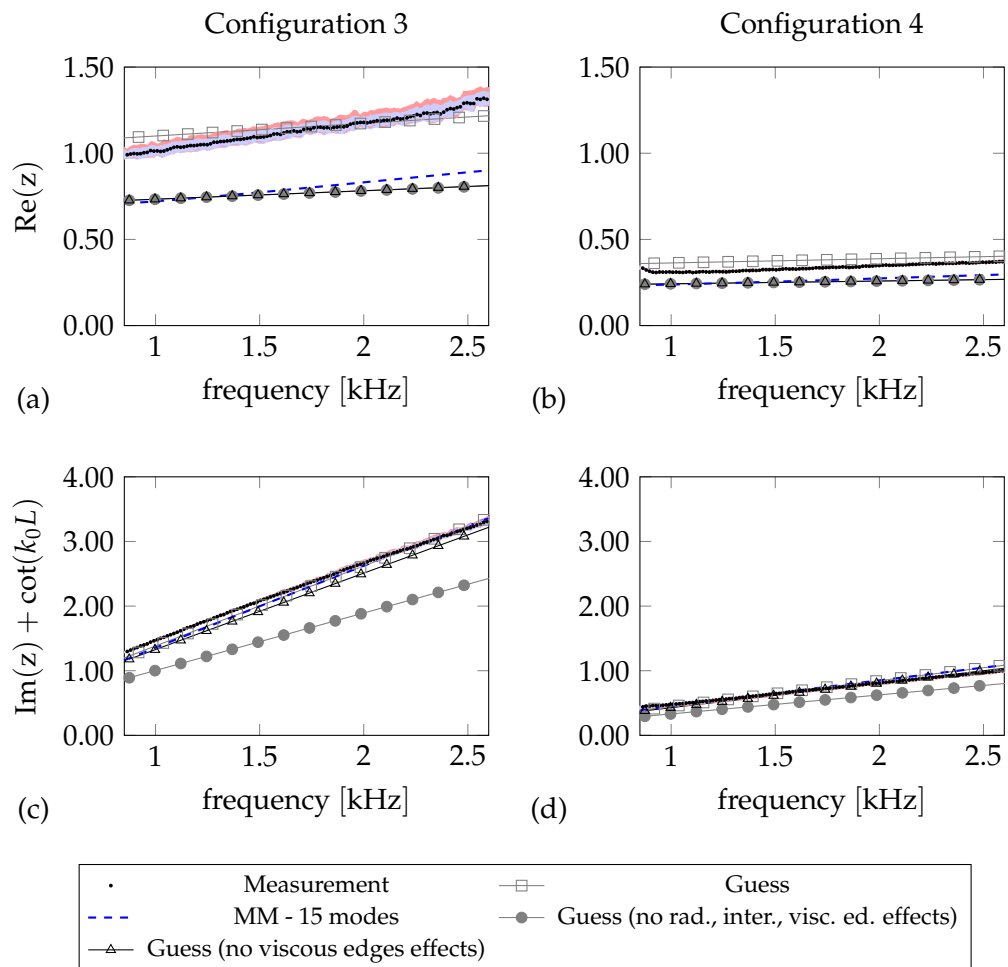 Configuration 3
Configuration 4
Re(z)
1.50
1.00
0.50
0.00
1 1.5 2 2.5
frequency [kHz]
(a)
1.50
1.00
0.50
0.00
1 1.5 2 2.5
frequency [kHz]
(b)
Im(z) + cot(k₀L)
4.00
3.00
2.00
1.00
0.00
1 1.5 2 2.5
frequency [kHz]
(c)
4.00
3.00
2.00
1.00
0.00
1 1.5 2 2.5
frequency [kHz]
(d)
Measurement
Guess
MM - 15 modes
Guess (no rad., inter., visc. ed. effects)
Guess (no viscous edges effects)